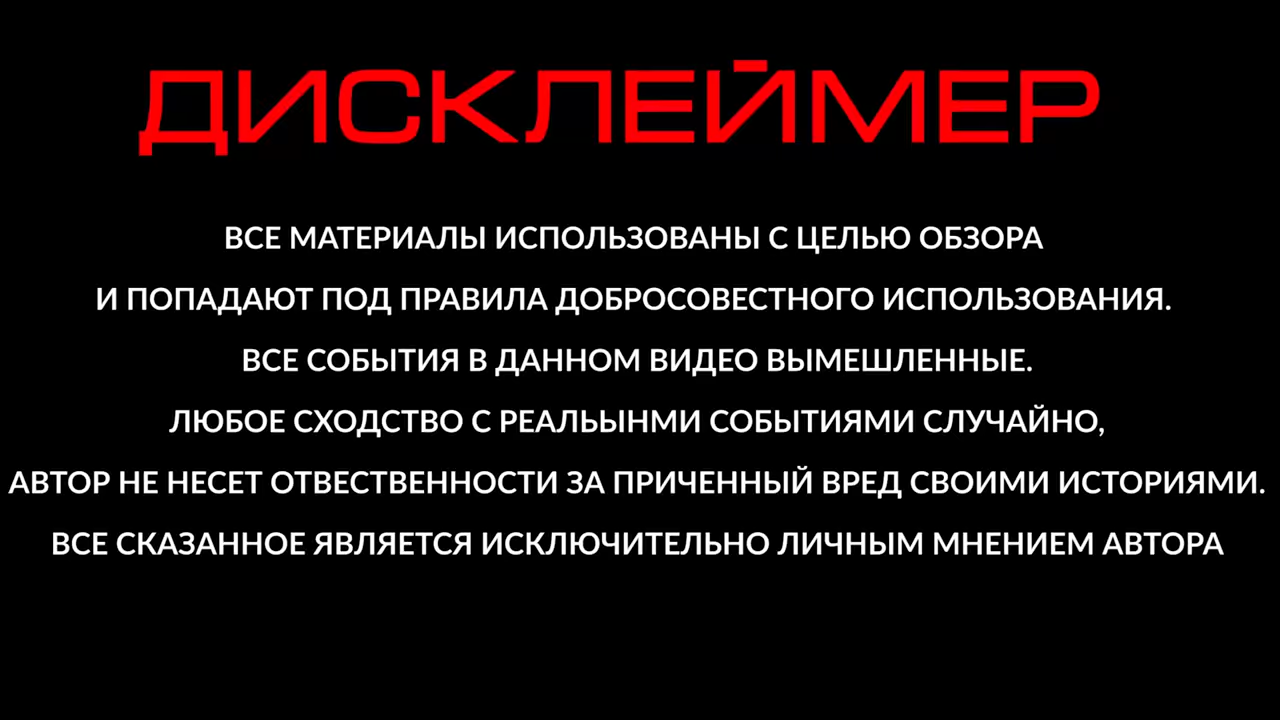 ДИСКЛЕЙМЕР
ВСЕ МАТЕРИАЛЫ ИСПОЛЬЗОВАНЫ С ЦЕЛЬЮ ОБЗОРА
И ПОПАДАЮТ ПОД ПРАВИЛА ДОБРОСОВЕСТНОГО ИСПОЛЬЗОВАНИЯ.
ВСЕ СОБЫТИЯ В ДАННОМ ВИДЕО ВЫМЕШЛЕННЫЕ.
ЛЮБОЕ СХОДСТВО С РЕАЛЬЫНМИ СОБЫТИЯМИ СЛУЧАЙНО,
АВТОР НЕ НЕСЕТ ОТВЕСТВЕННОСТИ ЗА ПРИЧЕННЫЙ ВРЕД СВОИМИ ИСТОРИЯМИ.
ВСЕ СКАЗАННОЕ ЯВЛЯЕТСЯ ИСКЛЮЧИТЕЛЬНО ЛИЧНЫМ МНЕНИЕМ АВТОРА